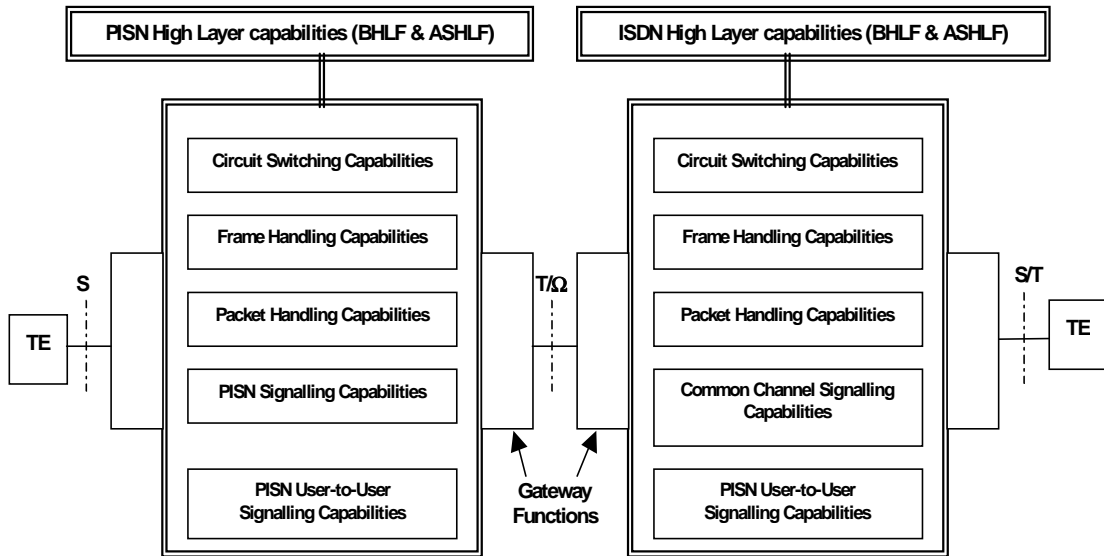 PISN High Layer capabilities (BHLF & ASHLF)
ISDN High Layer capabilities (BHLF & ASHLF)
Circuit Switching Capabilities
Frame Handling Capabilities
Packet Handling Capabilities
PISN Signalling Capabilities
PISN User-to-User
Signalling Capabilities
Circuit Switching Capabilities
Frame Handling Capabilities
Packet Handling Capabilities
Common Channel Signalling
Capabilities
PISN User-to-User
Signalling Capabilities
TE
S
T/Ω
S/T
TE
Gateway
Functions